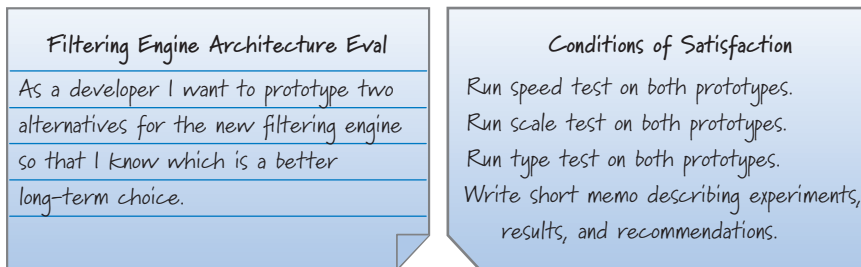 Filtering Engine Architecture Eval
As a developer I want to prototype two
alternatives for the new filtering engine
so that I know which is a better
long-term choice.
Conditions of Satisfaction
Run speed test on both prototypes.
Run scale test on both prototypes.
Run type test on both prototypes.
Write short memo describing experiments,
results, and recommendations.